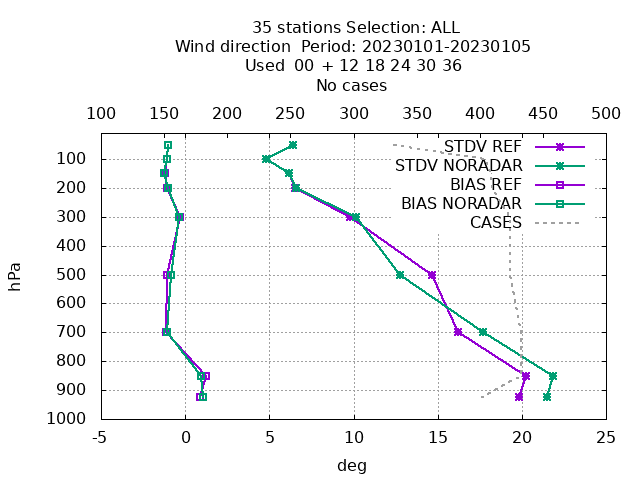 35 stations Selection: ALL
Wind direction  Period: 20230101-20230105
Used  00 + 12 18 24 30 36
No cases
100 150 200 250 300 350 400 450 500
STDV REF
STDV NORADAR
BIAS REF
BIAS NORADAR
CASES
100
200
300
400
500
600
700
800
900
1000
hPa
-5 0 5 10 15 20 25
deg